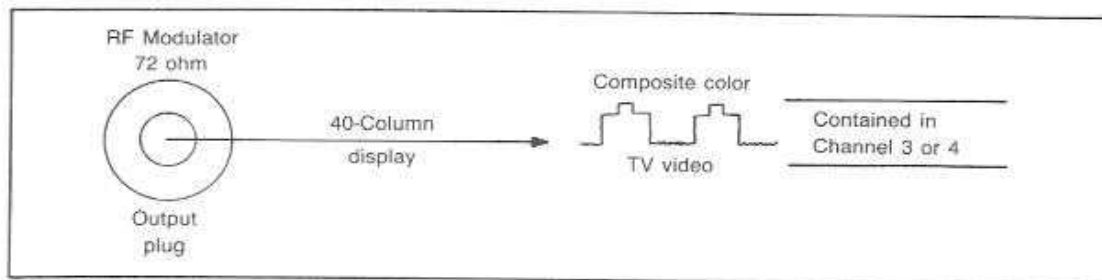 RF Modulator
72 ohm
40-Column
display
Output
plug
Composite color
TV video
Contained in
Channel 3 or 4